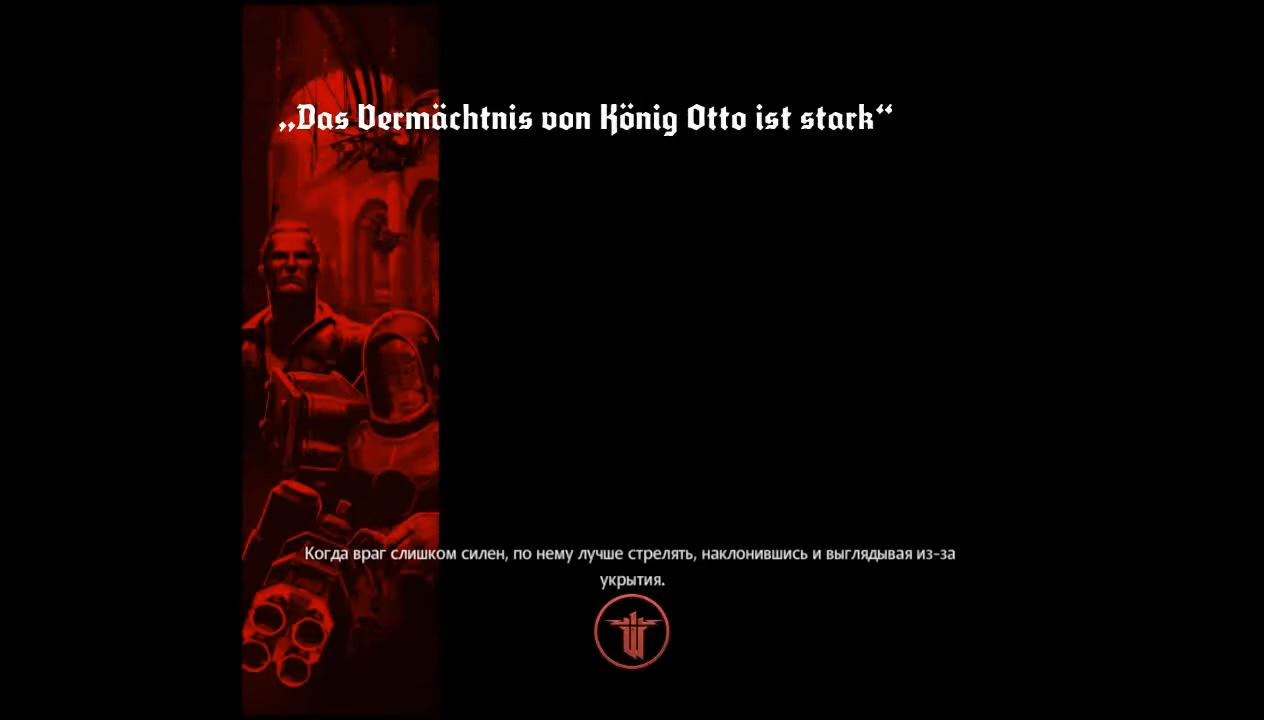 „Das Vermächtnis von König Otto ist stark“
Когда враг слишком силен, по нему лучше стрелять, наклонившись и выглядывая из-за
укрытия.